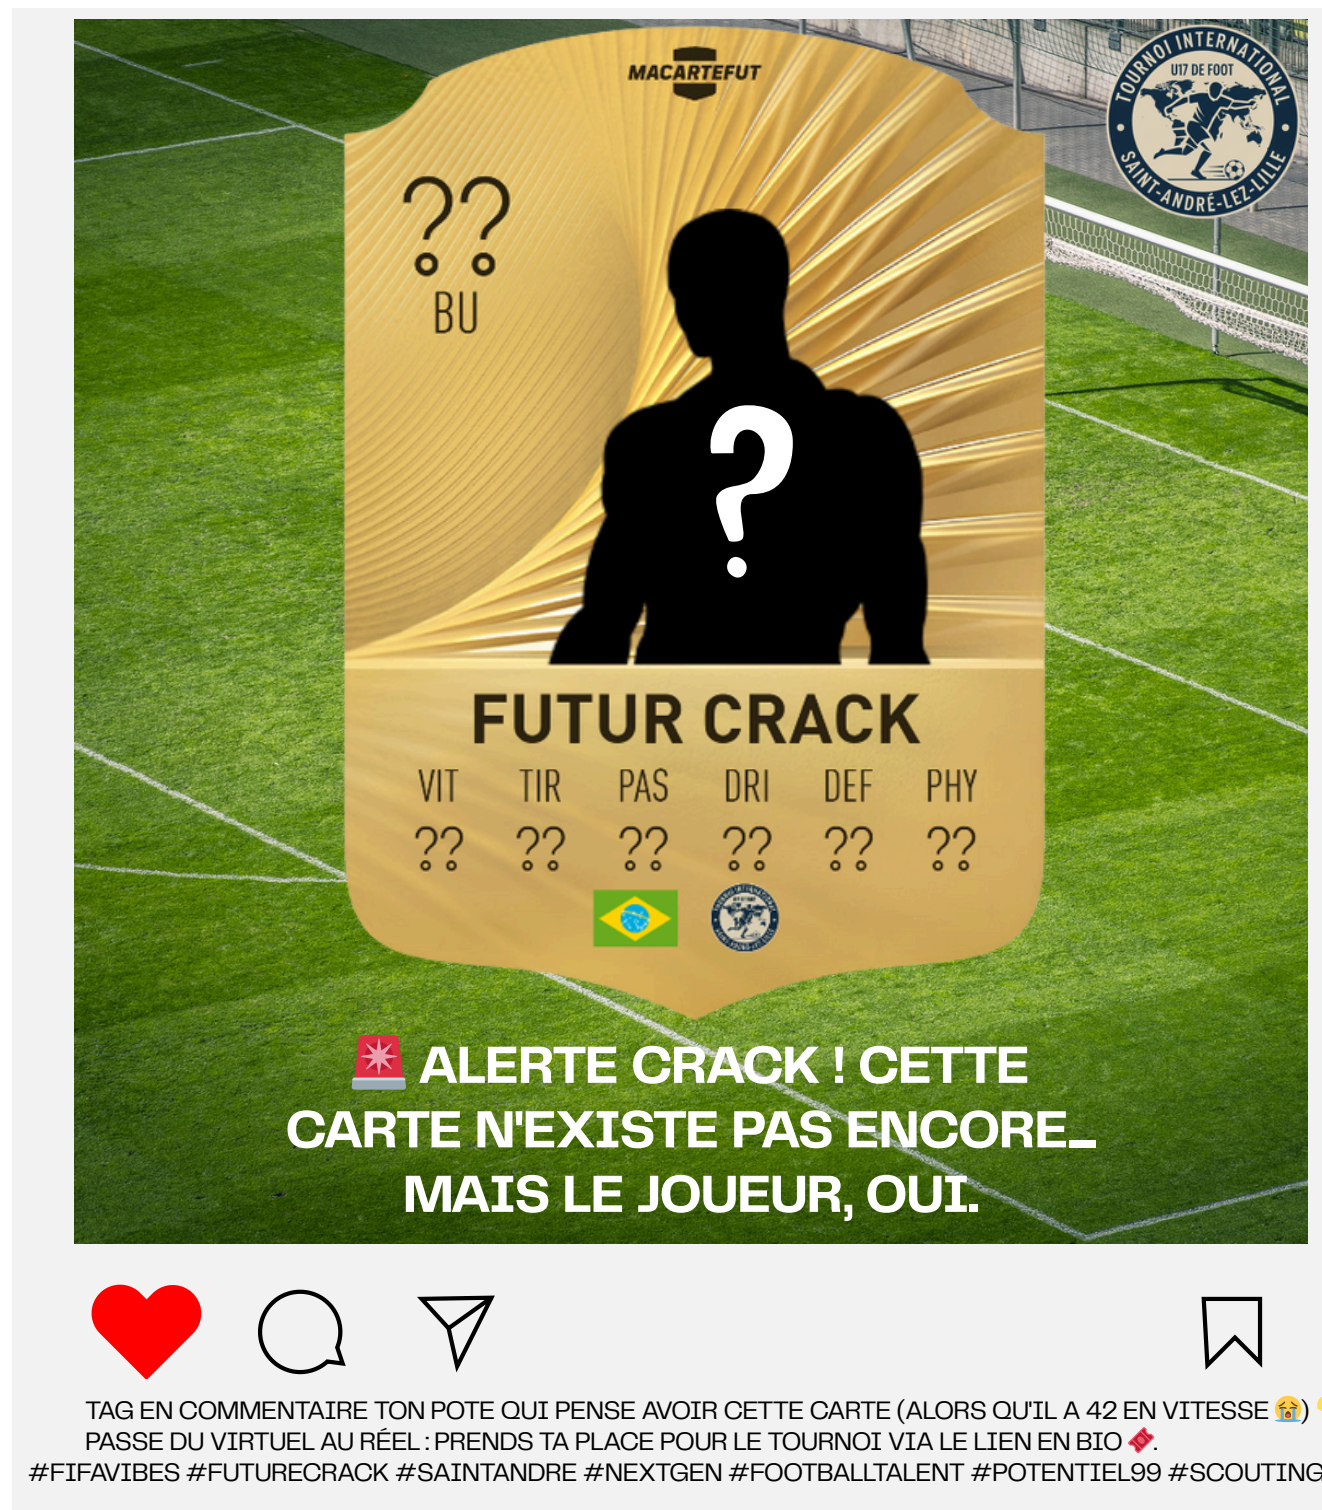 MACARTEFUT
TOURNOI INTERNATIONAL
U17 DE FOOT
SAINT-ANDRÉ-LEZ-LILLE
??
BU
?
FUTUR CRACK
VIT TIR PAS DRI DEF PHY
?? ?? ?? ?? ?? ??
🚨 ALERTE CRACK ! CETTE
CARTE N'EXISTE PAS ENCORE...
MAIS LE JOUEUR, OUI.
TAG EN COMMENTAIRE TON POTE QUI PENSE AVOIR CETTE CARTE (ALORS QU'IL A 42 EN VITESSE 😭)
PASSE DU VIRTUEL AU RÉEL : PRENDS TA PLACE POUR LE TOURNOI VIA LE LIEN EN BIO 🎟️.
#FIFAVIBES #FUTURECRACK #SAINTANDRE #NEXTGEN #FOOTBALLTALENT #POTENTIEL99 #SCOUTING